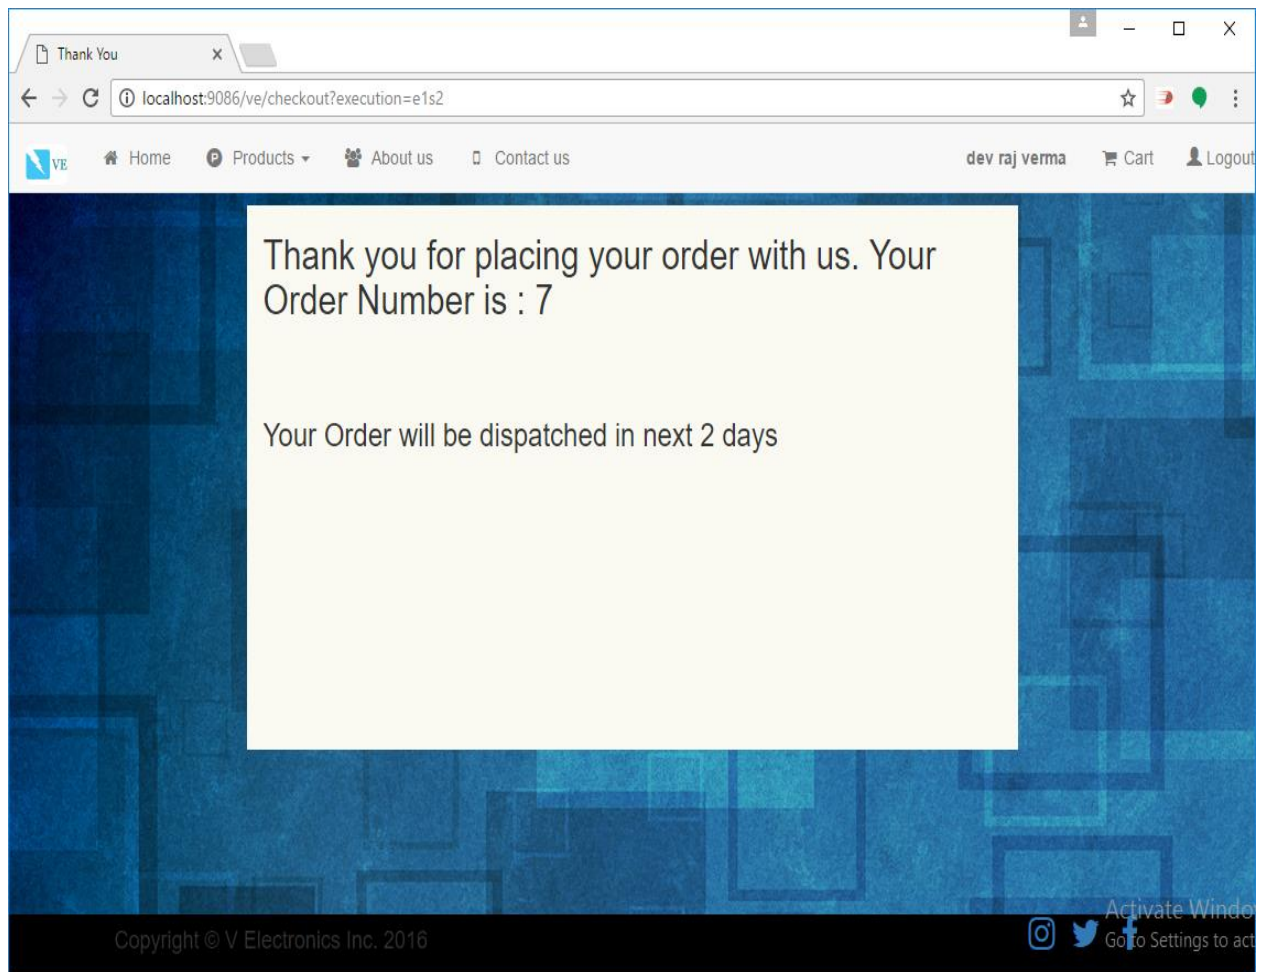 Thank You
localhost:9086/ve/checkout?execution=e1s2
VE Home Products About us Contact us dev raj verma Cart Logout
Thank you for placing your order with us. Your
Order Number is : 7
Your Order will be dispatched in next 2 days
Activate Windo
Copyright © V Electronics Inc. 2016 Go to Settings to act